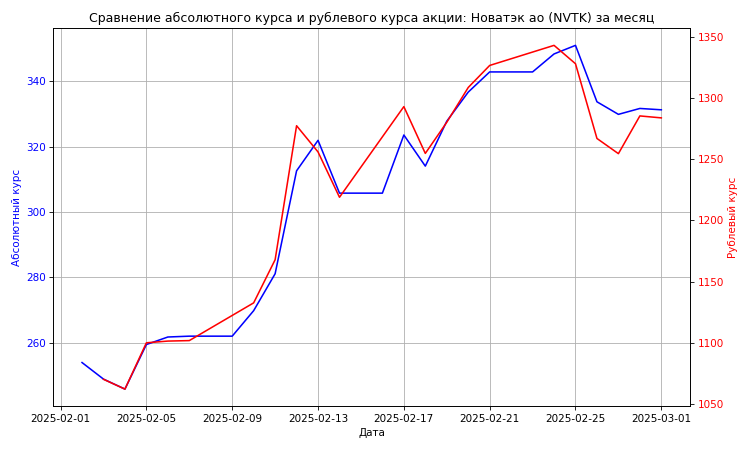 Сравнение абсолютного курса и рублевого курса акции: Новатэк ао (NVTK) за месяц
Абсолютный курс
340
320
300
280
260
1350
1300
1250
1200
1150
1100
1050
Рублевый курс
2025-02-01 2025-02-05 2025-02-09 2025-02-13 2025-02-17 2025-02-21 2025-02-25 2025-03-01
Дата